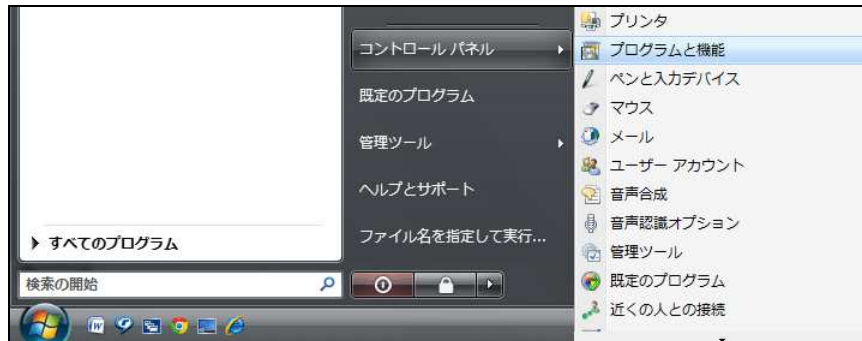 コントロール パネル
既定のプログラム
管理ツール
ヘルプとサポート
ファイル名を指定して実行...
すべてのプログラム
検索の開始
プリンタ
プログラムと機能
ペンと入力デバイス
マウス
メール
ユーザー アカウント
音声合成
音声認識オプション
管理ツール
既定のプログラム
近くの人との接続